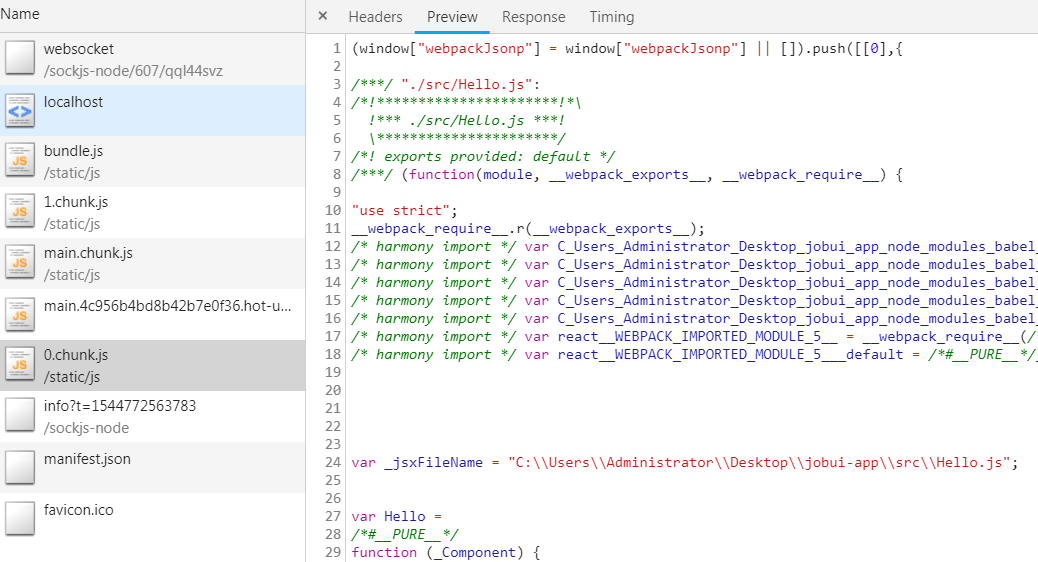 Name
websocket
/sockjs-node/607/qql44svz
localhost
JS
bundle.js
/static/js
JS
1.chunk.js
/static/js
JS
main.chunk.js
/static/js
JS
main.4c956b4bd8b42b7e0f36.hot-u...
JS
0.chunk.js
/static/js
info?t=1544772563783
/sockjs-node
manifest.json
favicon.ico
× Headers Preview Response Timing
1 (window["webpackJsonp"] = window["webpackJsonp"] || []).push([[0],{
2
3 /***/ "./src/Hello.js":
4 /*!**********************!*\
5   !*** ./src/Hello.js ***!
6   \**********************/
7 /*! exports provided: default */
8 /***/ (function(module, __webpack_exports__, __webpack_require__) {
9
10 "use strict";
11 __webpack_require__.r(__webpack_exports__);
12 /* harmony import */ var C_Users_Administrator_Desktop_jobui_app_node_modules_babel_
13 /* harmony import */ var C_Users_Administrator_Desktop_jobui_app_node_modules_babel_
14 /* harmony import */ var C_Users_Administrator_Desktop_jobui_app_node_modules_babel_
15 /* harmony import */ var C_Users_Administrator_Desktop_jobui_app_node_modules_babel_
16 /* harmony import */ var C_Users_Administrator_Desktop_jobui_app_node_modules_babel_
17 /* harmony import */ var react__WEBPACK_IMPORTED_MODULE_5__ = __webpack_require__(/
18 /* harmony import */ var react__WEBPACK_IMPORTED_MODULE_5___default = /*#__PURE__*/_
19
20
21
22
23
24 var _jsxFileName = "C:\\Users\\Administrator\\Desktop\\jobui-app\\src\\Hello.js";
25
26
27 var Hello =
28 /*#__PURE__*/
29 function (_Component) {